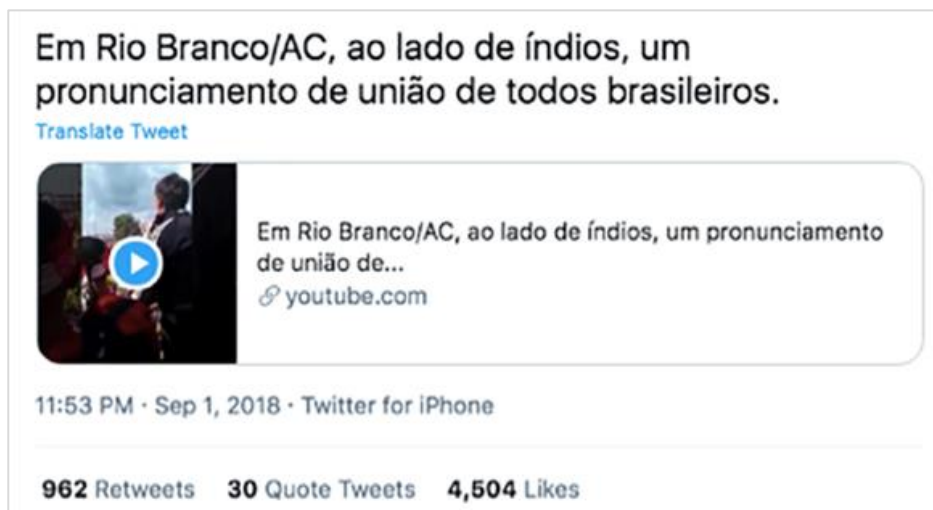 Em Rio Branco/AC, ao lado de índios, um
pronunciamento de união de todos brasileiros.
Translate Tweet
Em Rio Branco/AC, ao lado de índios, um pronunciamento
de união de...
youtube.com
11:53 PM · Sep 1, 2018 · Twitter for iPhone
962 Retweets 30 Quote Tweets 4,504 Likes